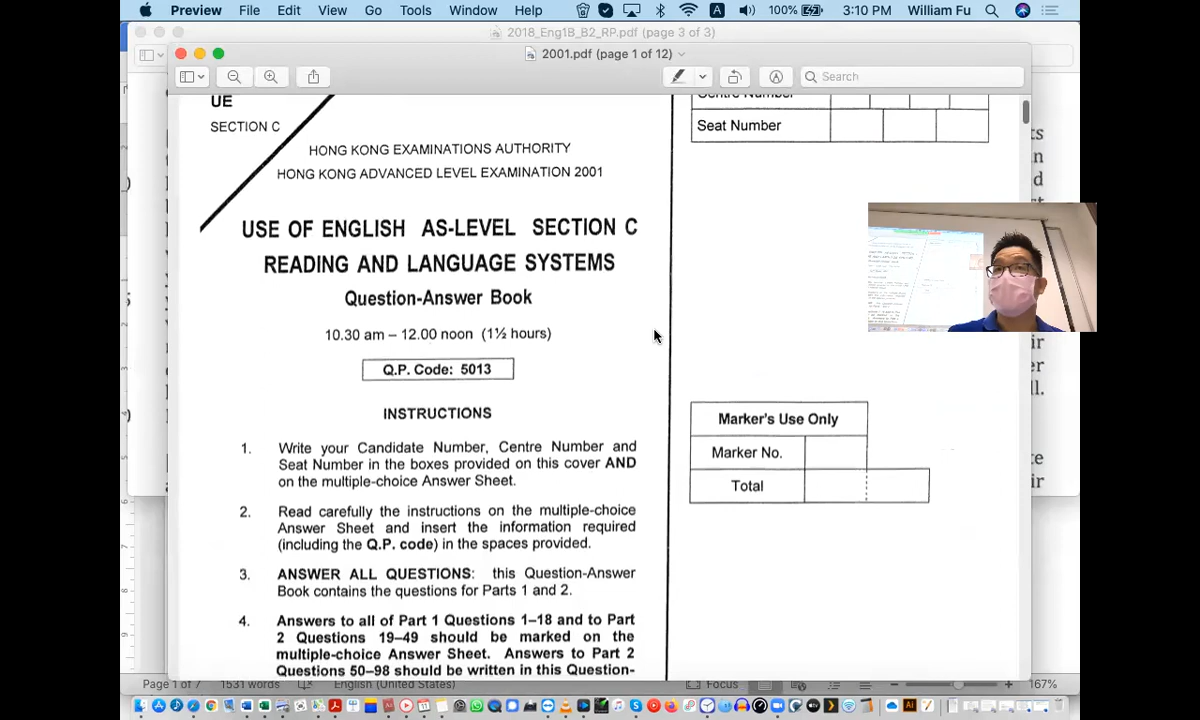 Preview File Edit View Go Tools Window Help 100% 3:10 PM William Fu
2018_Eng1B_B2_RP.pdf (page 3 of 3)
2001.pdf (page 1 of 12)
Search
UE
SECTION C
HONG KONG EXAMINATIONS AUTHORITY
HONG KONG ADVANCED LEVEL EXAMINATION 2001
USE OF ENGLISH AS-LEVEL SECTION C
READING AND LANGUAGE SYSTEMS
Question-Answer Book
10.30 am – 12.00 noon (1½ hours)
Q.P. Code: 5013
INSTRUCTIONS
1. Write your Candidate Number, Centre Number and
Seat Number in the boxes provided on this cover AND
on the multiple-choice Answer Sheet.
2. Read carefully the instructions on the multiple-choice
Answer Sheet and insert the information required
(including the Q.P. code) in the spaces provided.
3. ANSWER ALL QUESTIONS: this Question-Answer
Book contains the questions for Parts 1 and 2.
4. Answers to all of Part 1 Questions 1–18 and to Part
2 Questions 19–49 should be marked on the
multiple-choice Answer Sheet. Answers to Part 2
Questions 50–98 should be written in this Question-
Centre Number
Seat Number
Marker's Use Only
Marker No.
Total
Page 1 of 7 1531 words English (United States) Focus 167%